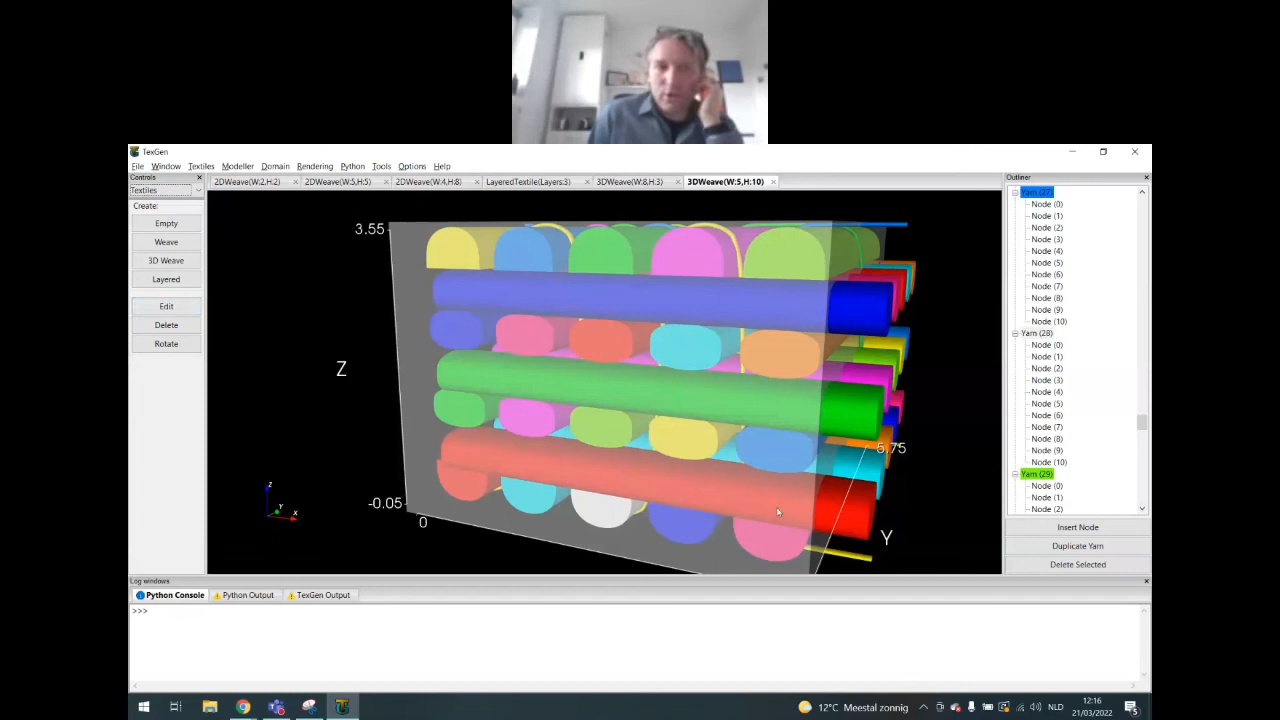 TexGen
File Window Textiles Modeller Domain Rendering Python Tools Options Help
Controls
Textiles
Create:
Empty
Weave
3D Weave
Layered
Edit
Delete
Rotate
2DWeave(W:2,H:2)
2DWeave(W:5,H:5)
2DWeave(W:4,H:8)
LayeredTextile(Layers:3)
3DWeave(W:8,H:3)
3DWeave(W:5,H:10)
3.55
Z
-0.05
0
5.75
Y
z
Y
x
Outliner
Yarn (27)
Node (0)
Node (1)
Node (2)
Node (3)
Node (4)
Node (5)
Node (6)
Node (7)
Node (8)
Node (9)
Node (10)
Yarn (28)
Node (0)
Node (1)
Node (2)
Node (3)
Node (4)
Node (5)
Node (6)
Node (7)
Node (8)
Node (9)
Node (10)
Yarn (29)
Node (0)
Node (1)
Node (2)
Insert Node
Duplicate Yarn
Delete Selected
Log windows
Python Console
Python Output
TexGen Output
>>>
12°C Meestal zonnig
NLD
12:16
21/03/2022
5